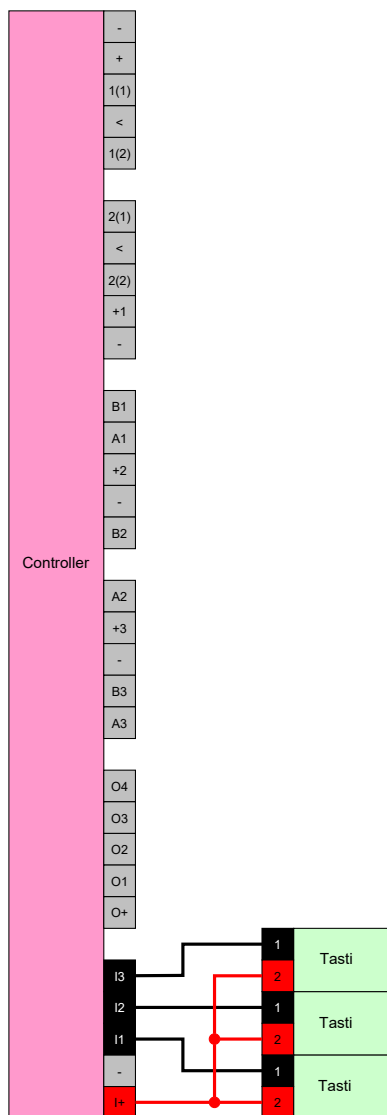 -
+
1(1)
<
1(2)
2(1)
<
2(2)
+1
-
B1
A1
+2
-
B2
Controller
A2
+3
-
B3
A3
O4
O3
O2
O1
O+
I3
I2
I1
-
I+
1
2
Tasti
1
2
Tasti
1
2
Tasti